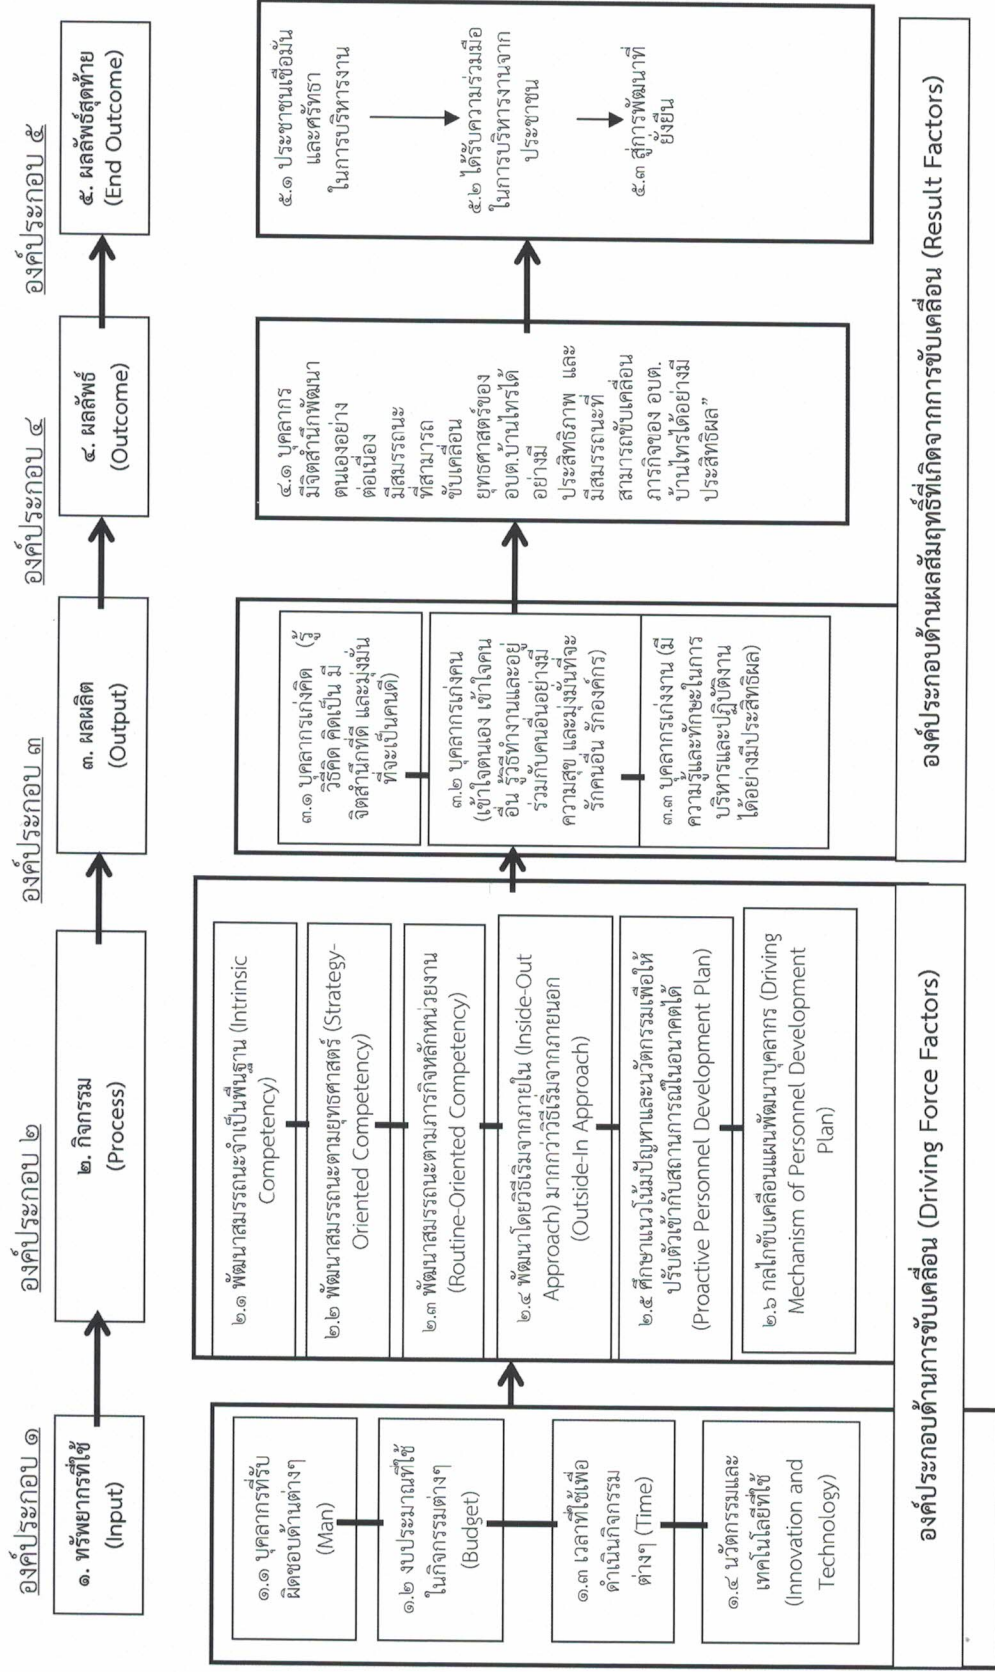 องค์ประกอบ ๑
๑. ทรัพยากรที่ใช้
(Input)
๑.๑ บุคลากรที่รับ
ผิดชอบด้านต่างๆ
(Man)
๑.๒ งบประมาณที่ใช้
ในกิจกรรมต่างๆ
(Budget)
๑.๓ เวลาที่ใช้เพื่อ
ดำเนินกิจกรรม
ต่างๆ (Time)
๑.๔ นวัตกรรมและ
เทคโนโลยีที่ใช้
(Innovation and
Technology)
องค์ประกอบ ๒
๒. กิจกรรม
(Process)
๒.๑ พัฒนาสมรรถนะจำเป็นพื้นฐาน (Intrinsic
Competency)
๒.๒ พัฒนาสมรรถนะตามยุทธศาสตร์ (Strategy-
Oriented Competency)
๒.๓ พัฒนาสมรรถนะตามภารกิจหลักหน่วยงาน
(Routine-Oriented Competency)
๒.๔ พัฒนาโดยวิธีเริ่มจากภายใน (Inside-Out
Approach) มากกว่าวิธีเริ่มจากภายนอก
(Outside-In Approach)
๒.๕ ศึกษาแนวโน้มปัญหาและนวัตกรรมเพื่อให้
ปรับตัวเข้ากับสถานการณ์ในอนาคตได้
(Proactive Personnel Development Plan)
๒.๖ กลไกขับเคลื่อนแผนพัฒนาบุคลากร (Driving
Mechanism of Personnel Development
Plan)
องค์ประกอบด้านการขับเคลื่อน (Driving Force Factors)
องค์ประกอบ ๓
๓. ผลผลิต
(Output)
๓.๑ บุคลากรเก่งคิด (รู้
วิธีคิด คิดเป็น มี
จิตสำนึกที่ดี และมุ่งมั่น
ที่จะเป็นคนดี)
๓.๒ บุคลากรเก่งคน
(เข้าใจตนเอง เข้าใจคน
อื่น รู้วิธีทำงานและอยู่
ร่วมกับคนอื่นอย่างมี
ความสุข และมุ่งมั่นที่จะ
รักคนอื่น รักองค์กร)
๓.๓ บุคลากรเก่งงาน (มี
ความรู้และทักษะในการ
บริหารและปฏิบัติงาน
ได้อย่างมีประสิทธิผล)
องค์ประกอบ ๔
๔. ผลลัพธ์
(Outcome)
๔.๑ บุคลากร
มีจิตสำนึกพัฒนา
ตนเองอย่าง
ต่อเนื่อง
มีสมรรถนะ
ที่สามารถ
ขับเคลื่อน
ยุทธศาสตร์ของ
อบต.บ้านไทรได้
อย่างมี
ประสิทธิภาพ และ
มีสมรรถนะที่
สามารถขับเคลื่อน
ภารกิจของ อบต.
บ้านไทรได้อย่างมี
ประสิทธิผล”
องค์ประกอบ ๕
๕. ผลลัพธ์สุดท้าย
(End Outcome)
๕.๑ ประชาชนเชื่อมั่น
และศรัทธา
ในการบริหารงาน
๕.๒ ได้รับความร่วมมือ
ในการบริหารงานจาก
ประชาชน
๕.๓ สู่การพัฒนาที่
ยั่งยืน
องค์ประกอบด้านผลสัมฤทธิ์ที่เกิดจากการขับเคลื่อน (Result Factors)